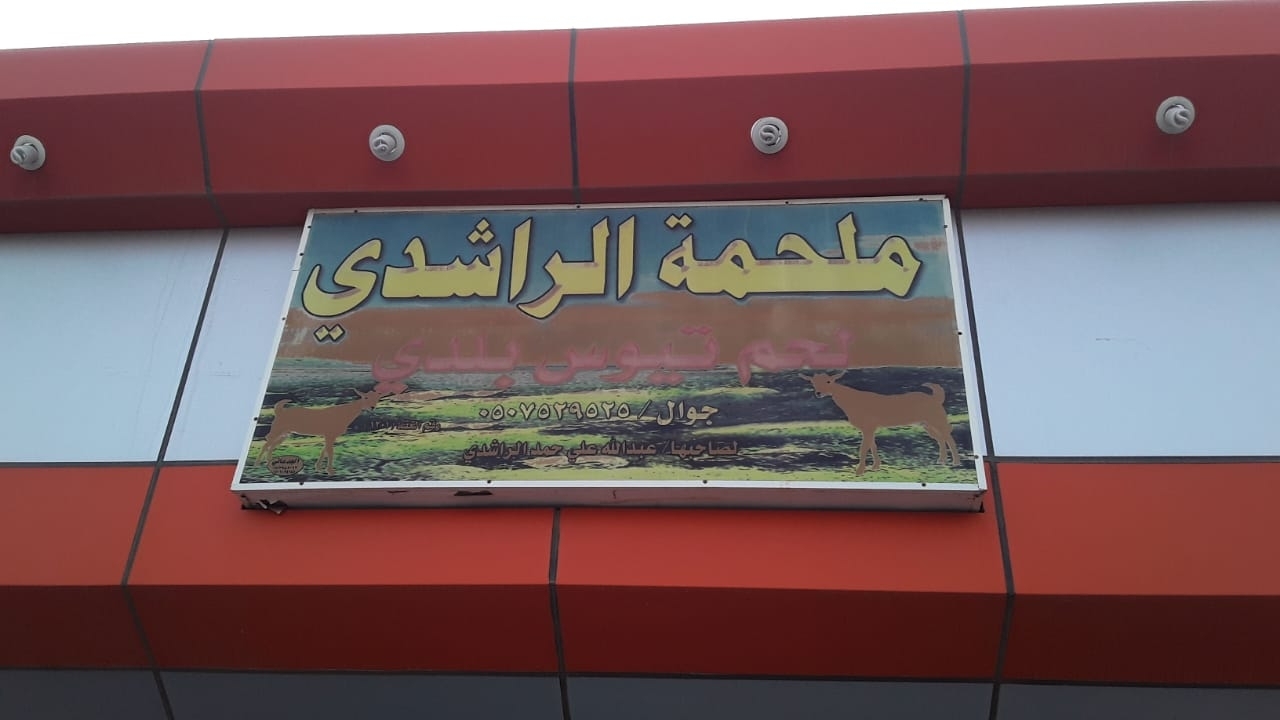 ملحمة الراشدي
لحم تيوس بلدي
جوال / ٠٥٠٧٥٢٩٥٢٥
لصاحبها / عبدالله علي حمد الراشدي